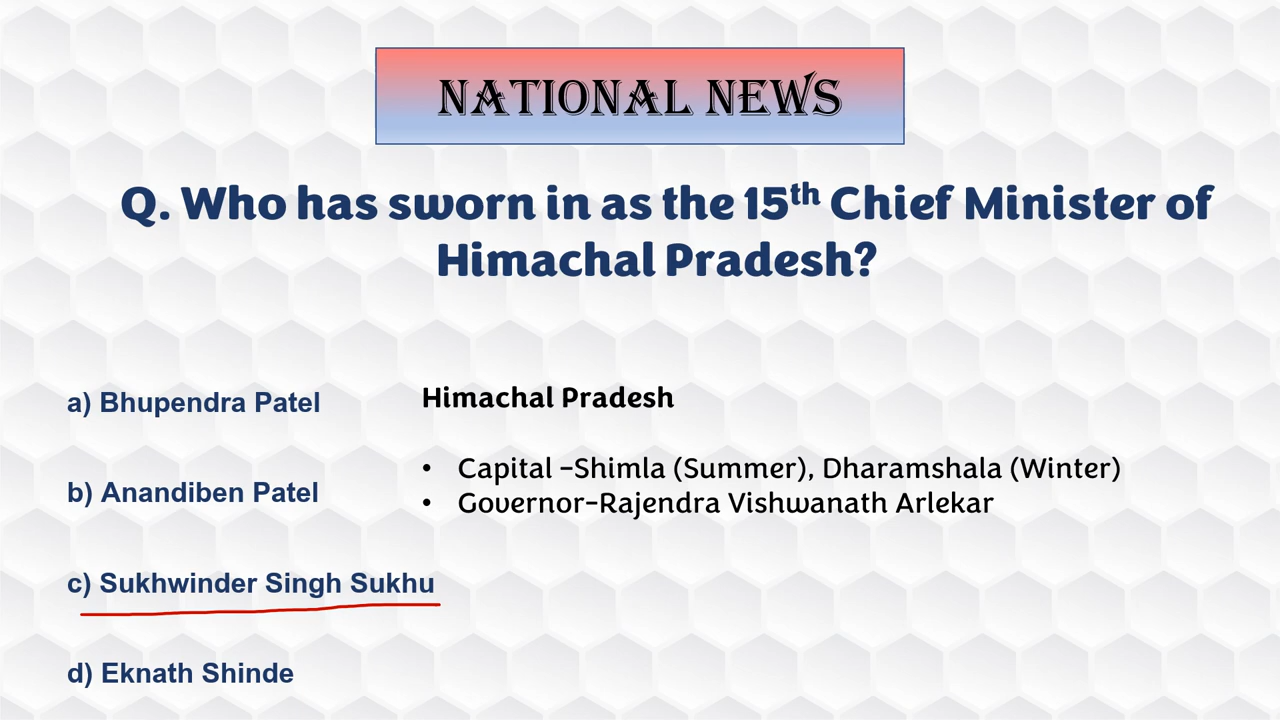 NATIONAL NEWS
Q. Who has sworn in as the 15th Chief Minister of
Himachal Pradesh?
a) Bhupendra Patel
b) Anandiben Patel
c) Sukhwinder Singh Sukhu
d) Eknath Shinde
Himachal Pradesh
• Capital –Shimla (Summer), Dharamshala (Winter)
• Governor–Rajendra Vishwanath Arlekar